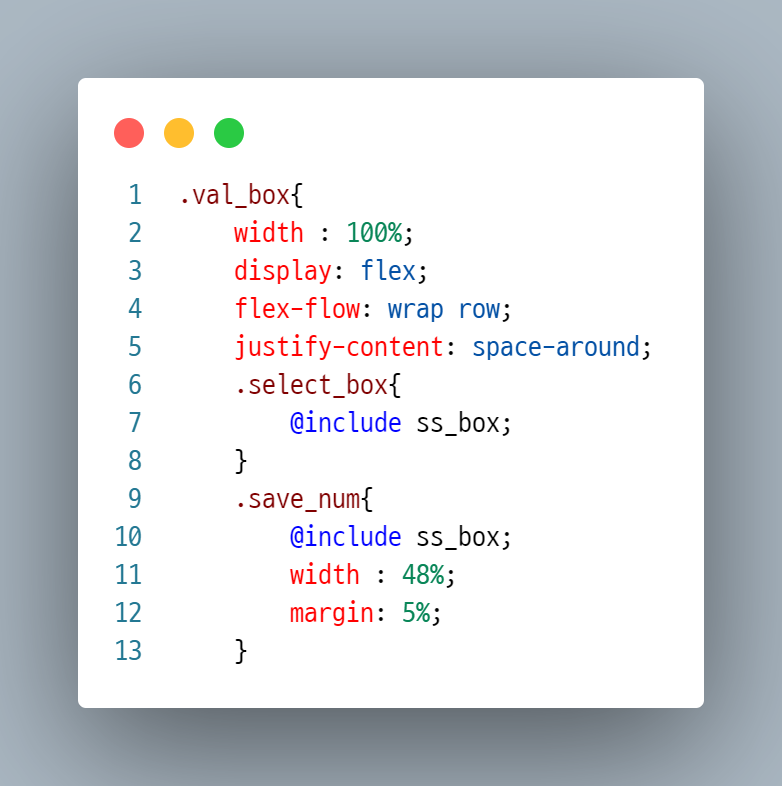 1 .val_box{
2     width : 100%;
3     display: flex;
4     flex-flow: wrap row;
5     justify-content: space-around;
6     .select_box{
7         @include ss_box;
8     }
9     .save_num{
10         @include ss_box;
11         width : 48%;
12         margin: 5%;
13     }